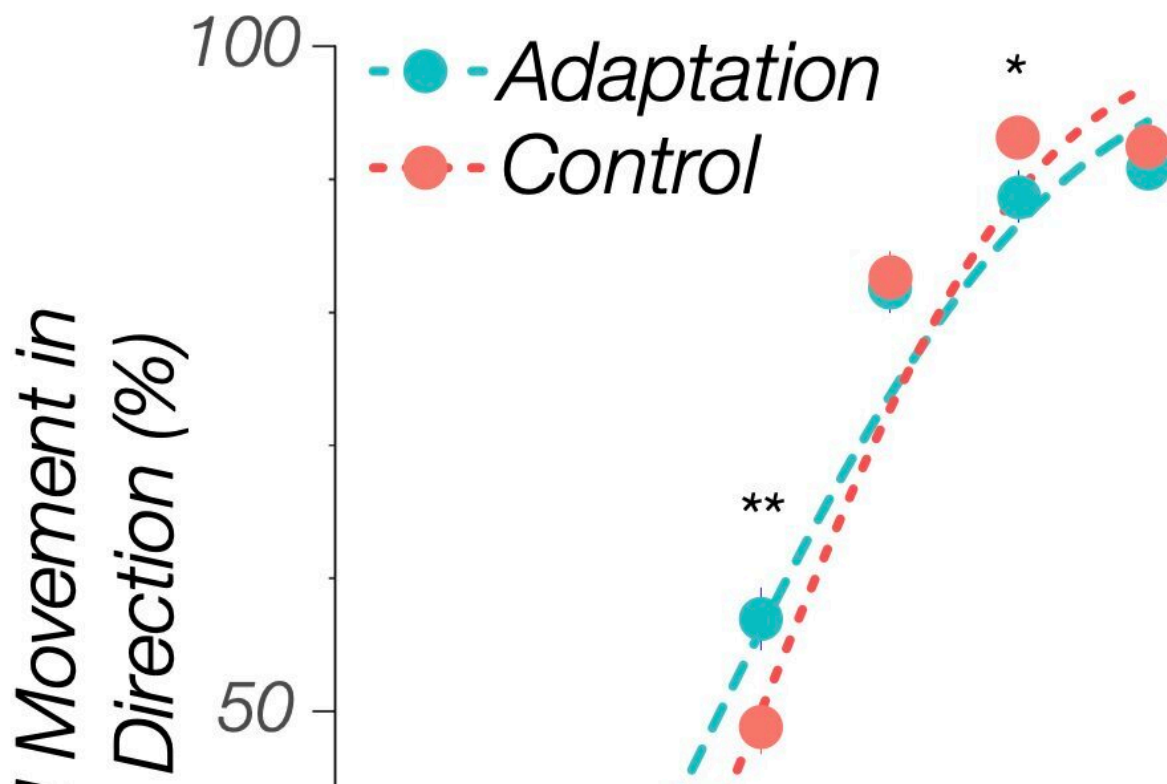 100
Adaptation
Control
*
**
50
Movement in
Direction (%)